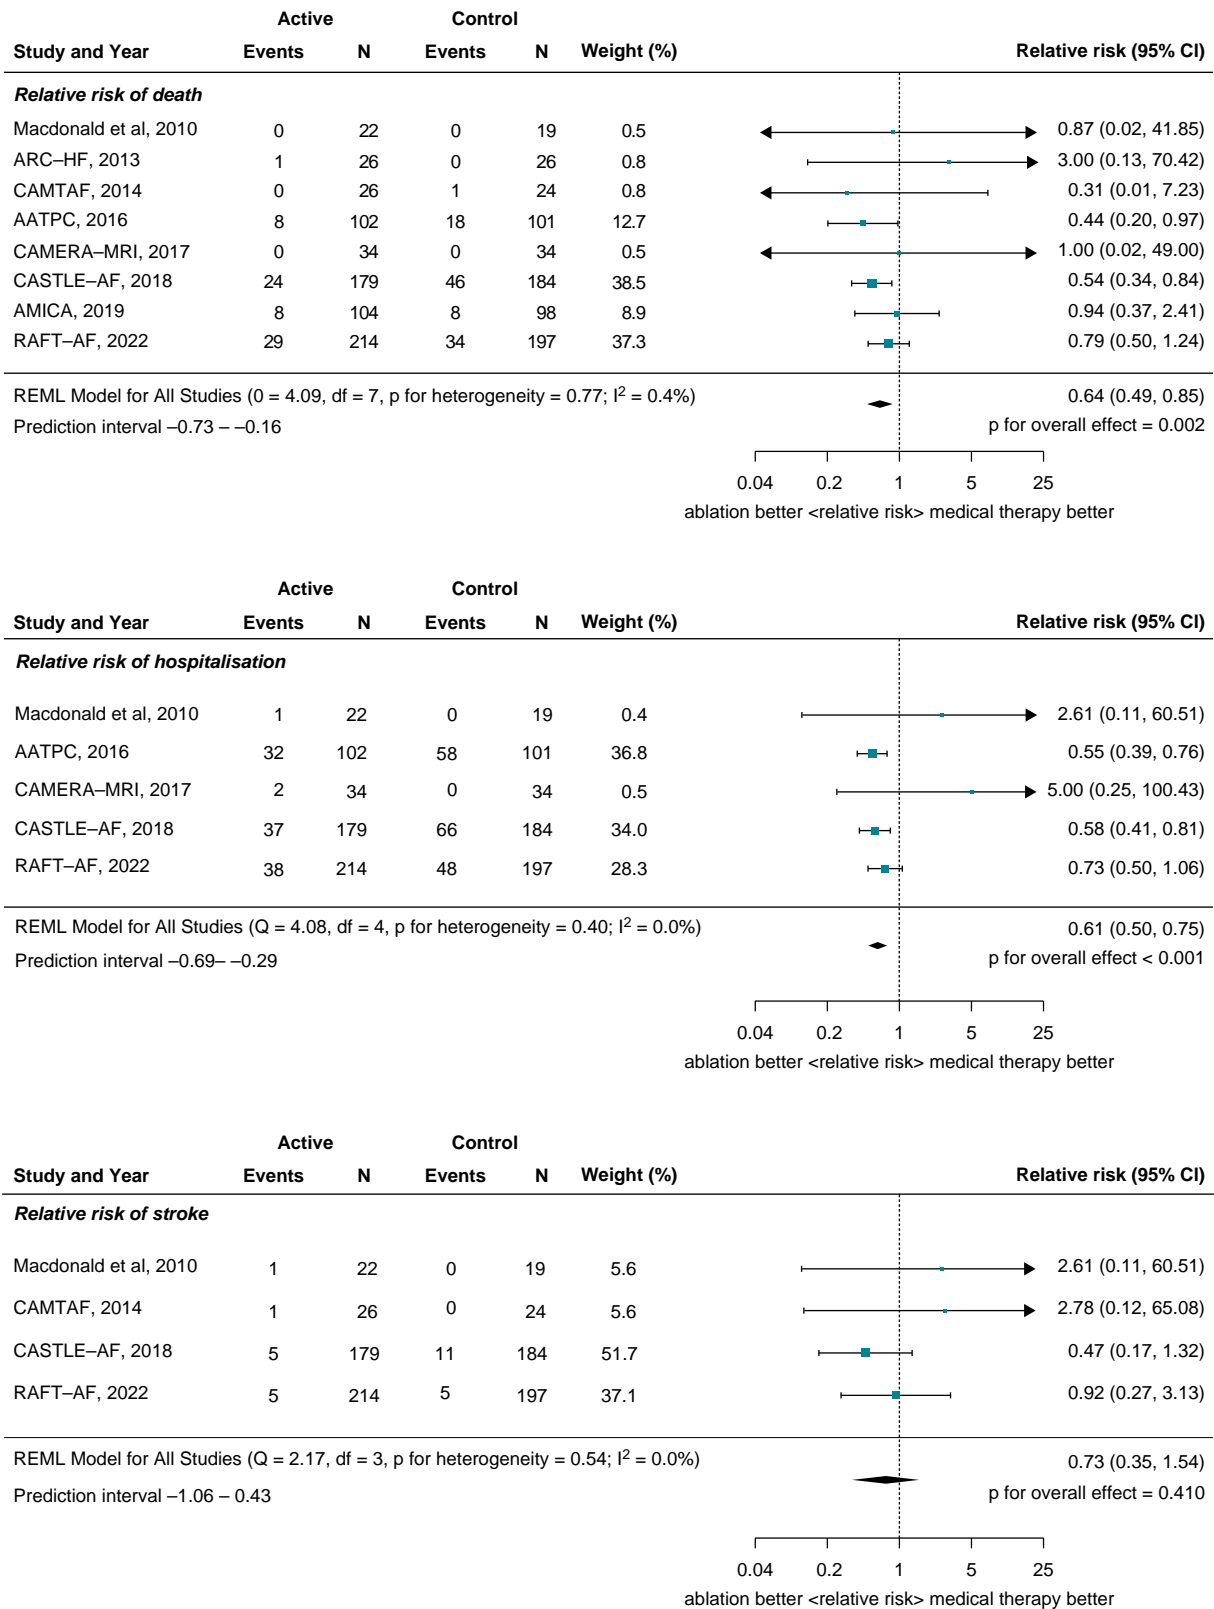 Active Control
Study and Year Events N Events N Weight (%) Relative risk (95% CI)
Relative risk of death
Macdonald et al, 2010 0 22 0 19 0.5 0.87 (0.02, 41.85)
ARC–HF, 2013 1 26 0 26 0.8 3.00 (0.13, 70.42)
CAMTAF, 2014 0 26 1 24 0.8 0.31 (0.01, 7.23)
AATPC, 2016 8 102 18 101 12.7 0.44 (0.20, 0.97)
CAMERA–MRI, 2017 0 34 0 34 0.5 1.00 (0.02, 49.00)
CASTLE–AF, 2018 24 179 46 184 38.5 0.54 (0.34, 0.84)
AMICA, 2019 8 104 8 98 8.9 0.94 (0.37, 2.41)
RAFT–AF, 2022 29 214 34 197 37.3 0.79 (0.50, 1.24)
REML Model for All Studies (0 = 4.09, df = 7, p for heterogeneity = 0.77; I² = 0.4%) 0.64 (0.49, 0.85)
Prediction interval –0.73 – –0.16 p for overall effect = 0.002
0.04 0.2 1 5 25
ablation better <relative risk> medical therapy better
Active Control
Study and Year Events N Events N Weight (%) Relative risk (95% CI)
Relative risk of hospitalisation
Macdonald et al, 2010 1 22 0 19 0.4 2.61 (0.11, 60.51)
AATPC, 2016 32 102 58 101 36.8 0.55 (0.39, 0.76)
CAMERA–MRI, 2017 2 34 0 34 0.5 5.00 (0.25, 100.43)
CASTLE–AF, 2018 37 179 66 184 34.0 0.58 (0.41, 0.81)
RAFT–AF, 2022 38 214 48 197 28.3 0.73 (0.50, 1.06)
REML Model for All Studies (Q = 4.08, df = 4, p for heterogeneity = 0.40; I² = 0.0%) 0.61 (0.50, 0.75)
Prediction interval –0.69– –0.29 p for overall effect < 0.001
0.04 0.2 1 5 25
ablation better <relative risk> medical therapy better
Active Control
Study and Year Events N Events N Weight (%) Relative risk (95% CI)
Relative risk of stroke
Macdonald et al, 2010 1 22 0 19 5.6 2.61 (0.11, 60.51)
CAMTAF, 2014 1 26 0 24 5.6 2.78 (0.12, 65.08)
CASTLE–AF, 2018 5 179 11 184 51.7 0.47 (0.17, 1.32)
RAFT–AF, 2022 5 214 5 197 37.1 0.92 (0.27, 3.13)
REML Model for All Studies (Q = 2.17, df = 3, p for heterogeneity = 0.54; I² = 0.0%) 0.73 (0.35, 1.54)
Prediction interval –1.06 – 0.43 p for overall effect = 0.410
0.04 0.2 1 5 25
ablation better <relative risk> medical therapy better